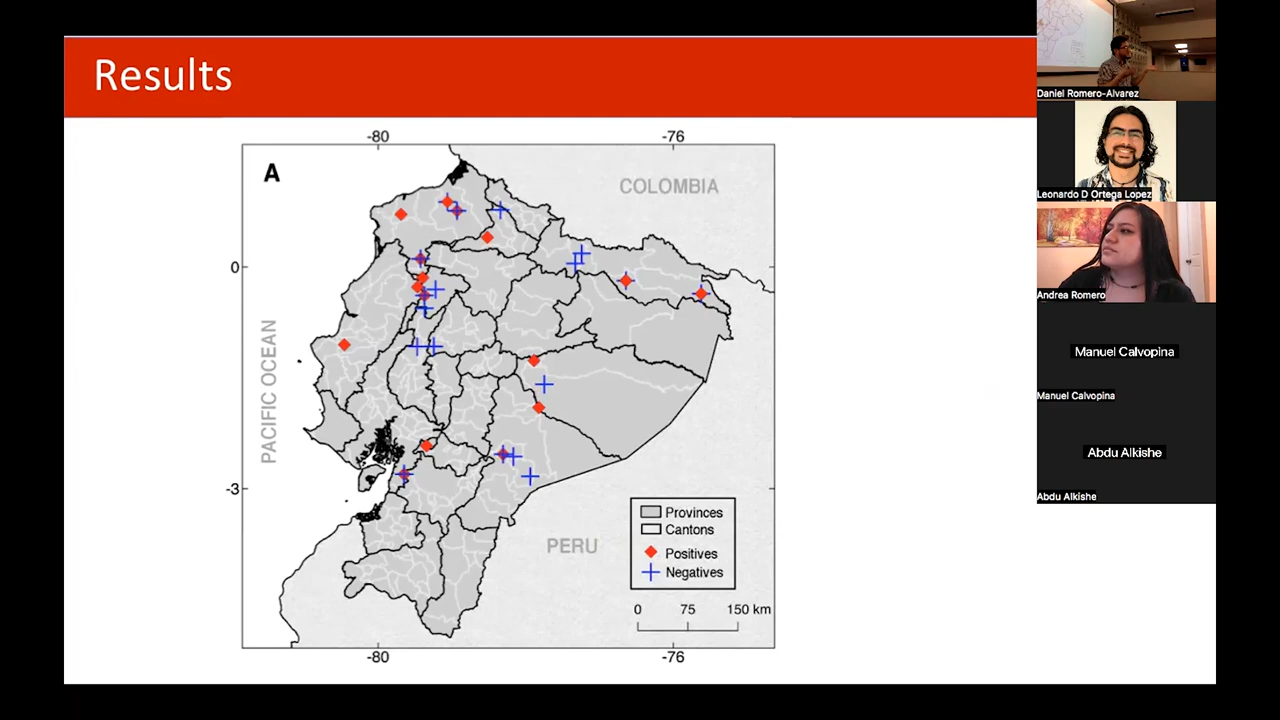 Results
-80
-76
A
COLOMBIA
0
PACIFIC OCEAN
-3
PERU
Provinces
Cantons
Positives
Negatives
0 75 150 km
-80
-76
Daniel Romero-Alvarez
Leonardo D Ortega Lopez
Andrea Romero
Manuel Calvopina
Manuel Calvopina
Abdu Alkishe
Abdu Alkishe